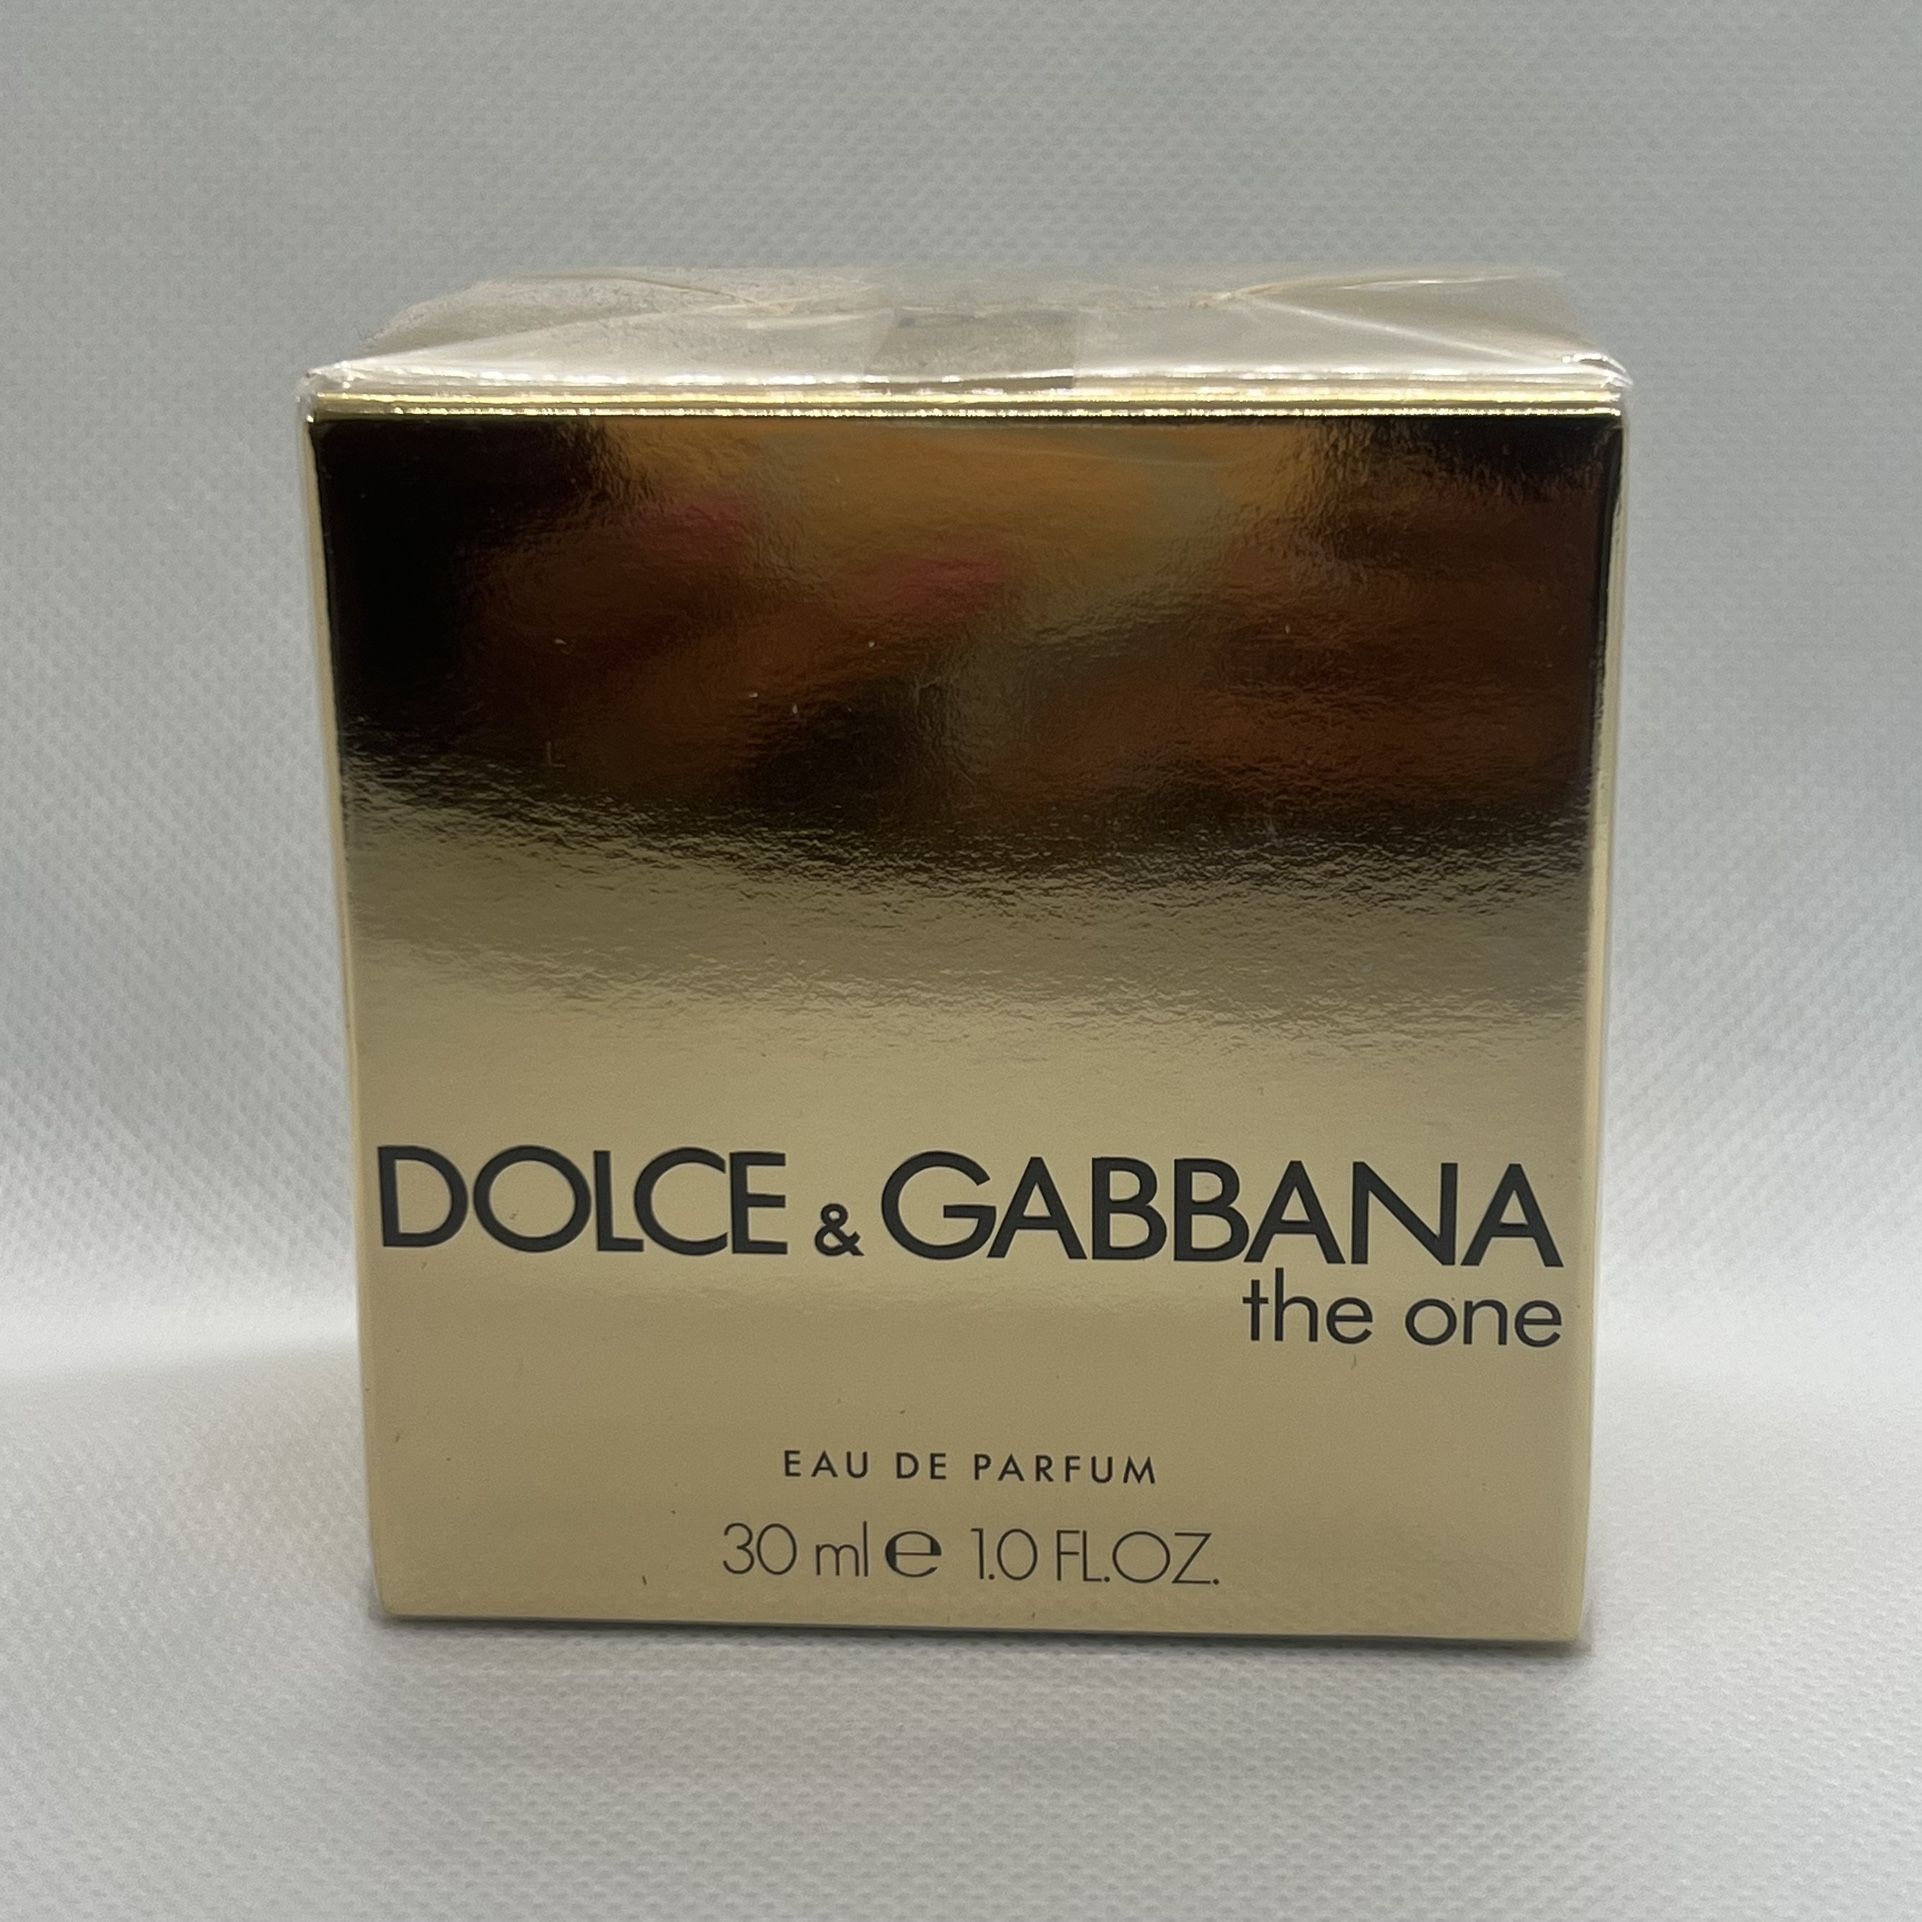 DOLCE & GABBANA
the one
EAU DE PARFUM
30 ml e 1.0 FL.OZ.